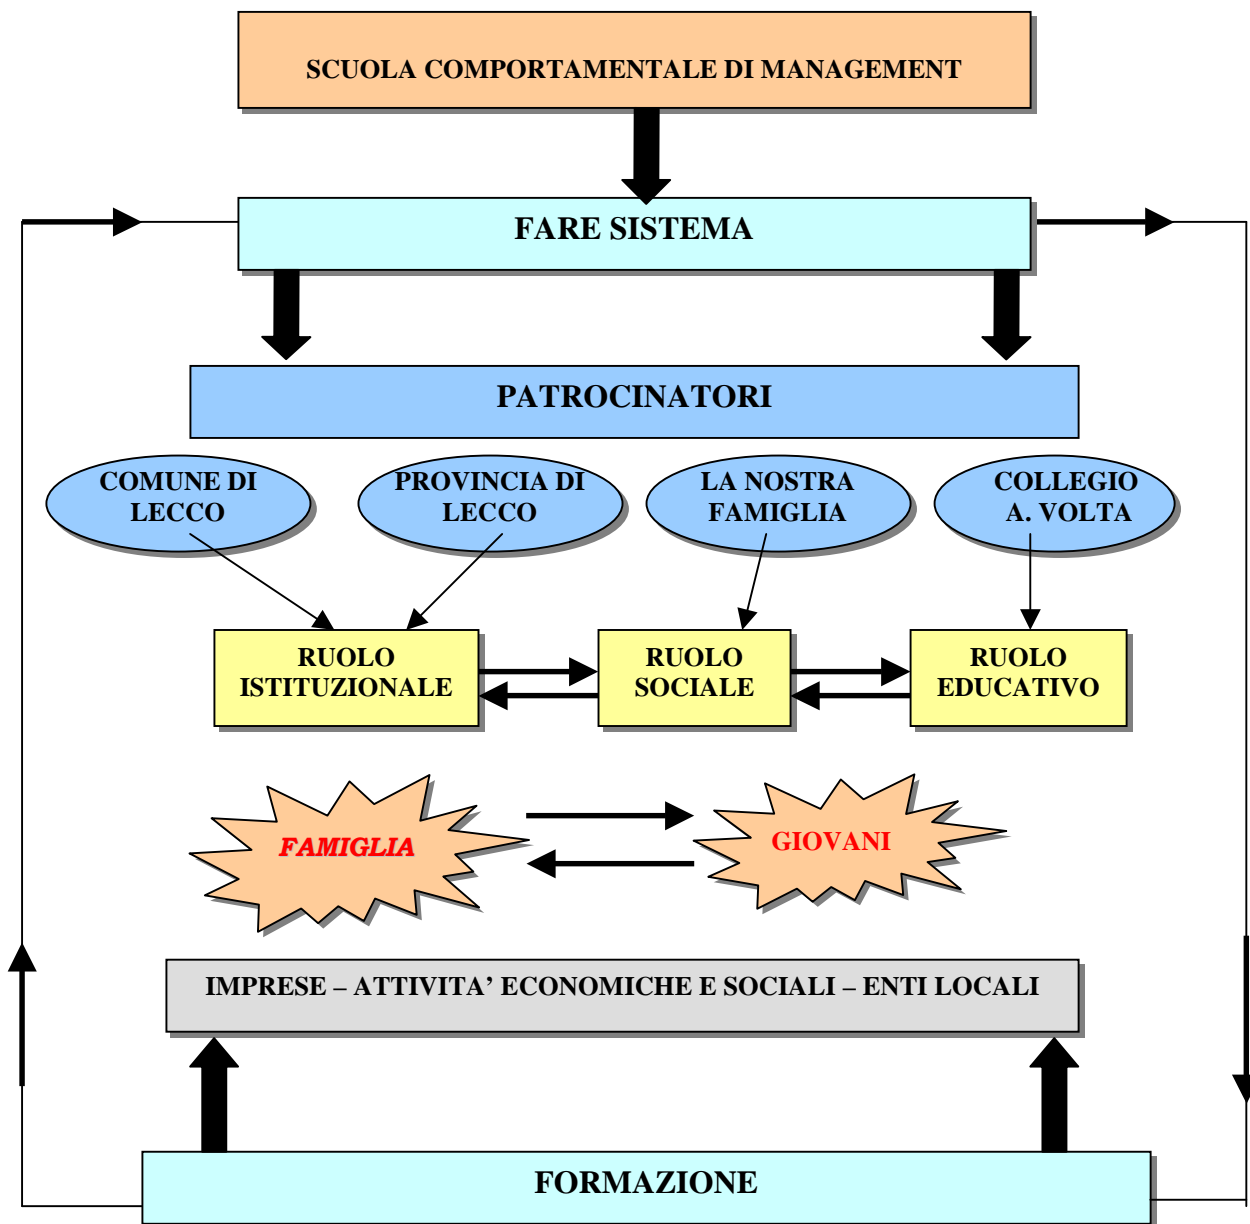 SCUOLA COMPORTAMENTALE DI MANAGEMENT
FARE SISTEMA
PATROCINATORI
COMUNE DI
LECCO
PROVINCIA DI
LECCO
LA NOSTRA
FAMIGLIA
COLLEGIO
A. VOLTA
RUOLO
ISTITUZIONALE
RUOLO
SOCIALE
RUOLO
EDUCATIVO
FAMIGLIA
GIOVANI
IMPRESE – ATTIVITA’ ECONOMICHE E SOCIALI – ENTI LOCALI
FORMAZIONE